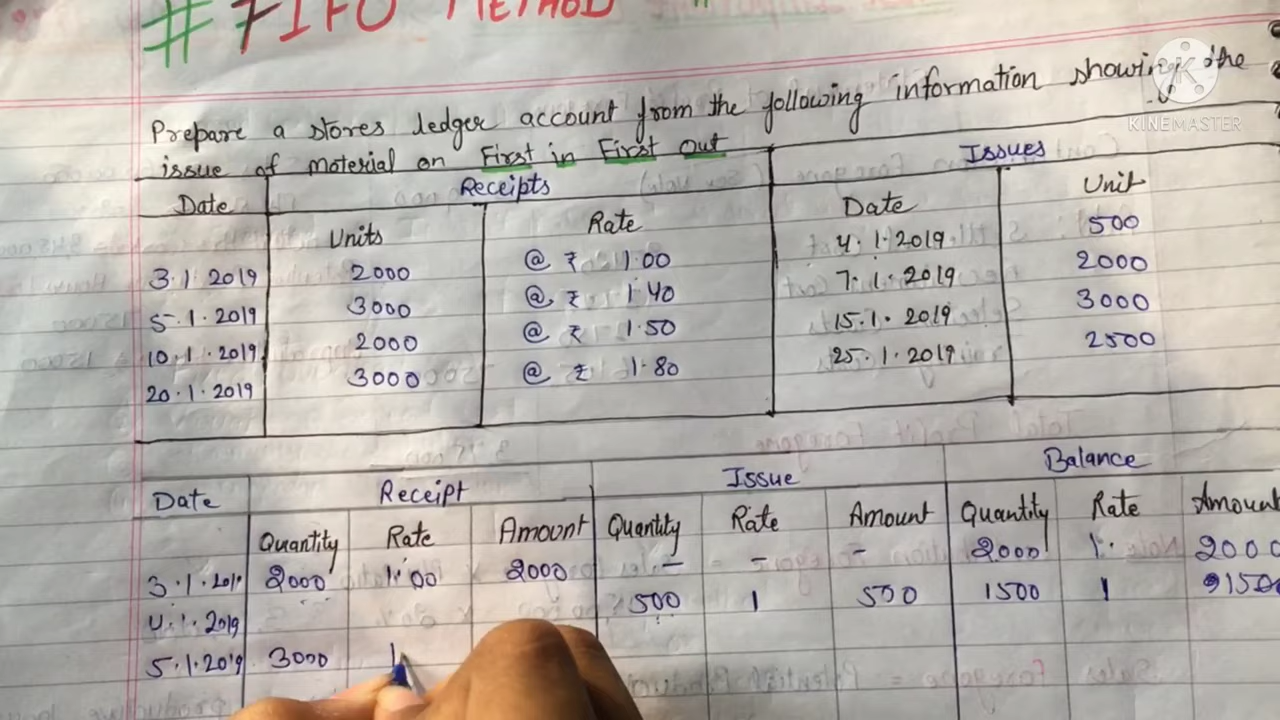 # FIFO METHOD #
KINEMASTER
Prepare a stores ledger account from the following information showing the
issue of material on First in First Out
Receipts Issues
Date Units Rate Date Unit
3.1.2019 2000 @ ₹ 1.00 4.1.2019 500
5.1.2019 3000 @ ₹ 1.40 7.1.2019 2000
10.1.2019 2000 @ ₹ 1.50 15.1.2019 3000
20.1.2019 3000 @ ₹ 1.80 25.1.2019 2500
Date Receipt Issue Balance
Quantity Rate Amount Quantity Rate Amount Quantity Rate Amount
3.1.2019 2000 1.00 2000 - - - 2000 1. 2000
4.1.2019 500 1 500 1500 1 150
5.1.2019 3000 1